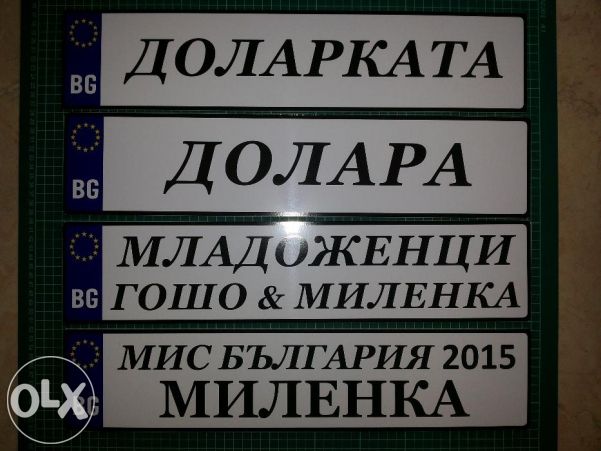 BG ДОЛАРКАТА
BG ДОЛАРА
МЛАДОЖЕНЦИ
BG ГОШО & МИЛЕНКА
МИС БЪЛГАРИЯ 2015
BG МИЛЕНКА
OLX